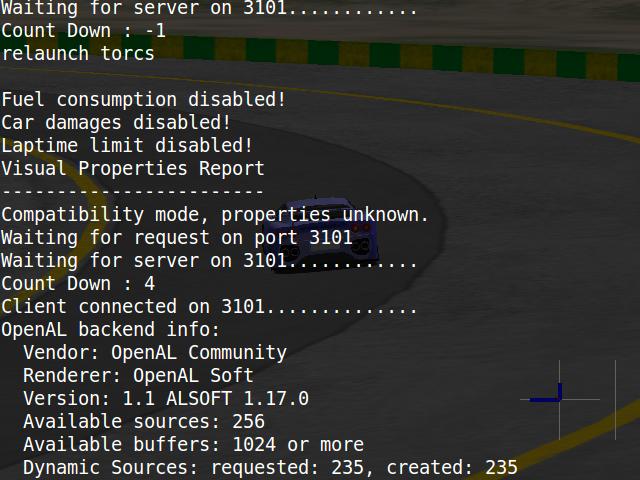 Waiting for server on 3101............
Count Down : -1
relaunch torcs
Fuel consumption disabled!
Car damages disabled!
Laptime limit disabled!
Visual Properties Report
------------------------
Compatibility mode, properties unknown.
Waiting for request on port 3101
Waiting for server on 3101............
Count Down : 4
Client connected on 3101..............
OpenAL backend info:
  Vendor: OpenAL Community
  Renderer: OpenAL Soft
  Version: 1.1 ALSOFT 1.17.0
  Available sources: 256
  Available buffers: 1024 or more
  Dynamic Sources: requested: 235, created: 235